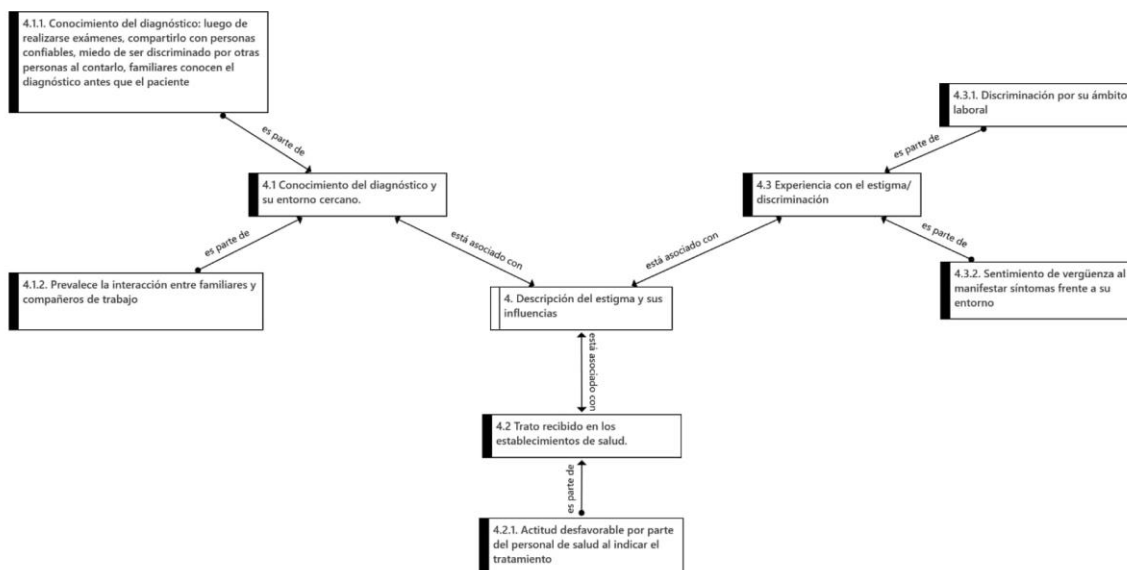 4.1.1. Conocimiento del diagnóstico: luego de
realizarse exámenes, compartirlo con personas
confiables, miedo de ser discriminado por otras
personas al contarlo, familiares conocen el
diagnóstico antes que el paciente
4.3.1. Discriminación por su ámbito
laboral
es parte de
es parte de
4.1 Conocimiento del diagnóstico y
su entorno cercano.
4.3 Experiencia con el estigma/
discriminación
es parte de
está asociado con
está asociado con
es parte de
4.1.2. Prevalece la interacción entre familiares y
compañeros de trabajo
4. Descripción del estigma y sus
influencias
4.3.2. Sentimiento de vergüenza al
manifestar síntomas frente a su
entorno
está asociado con
4.2 Trato recibido en los
establecimientos de salud.
es parte de
4.2.1. Actitud desfavorable por parte
del personal de salud al indicar el
tratamiento